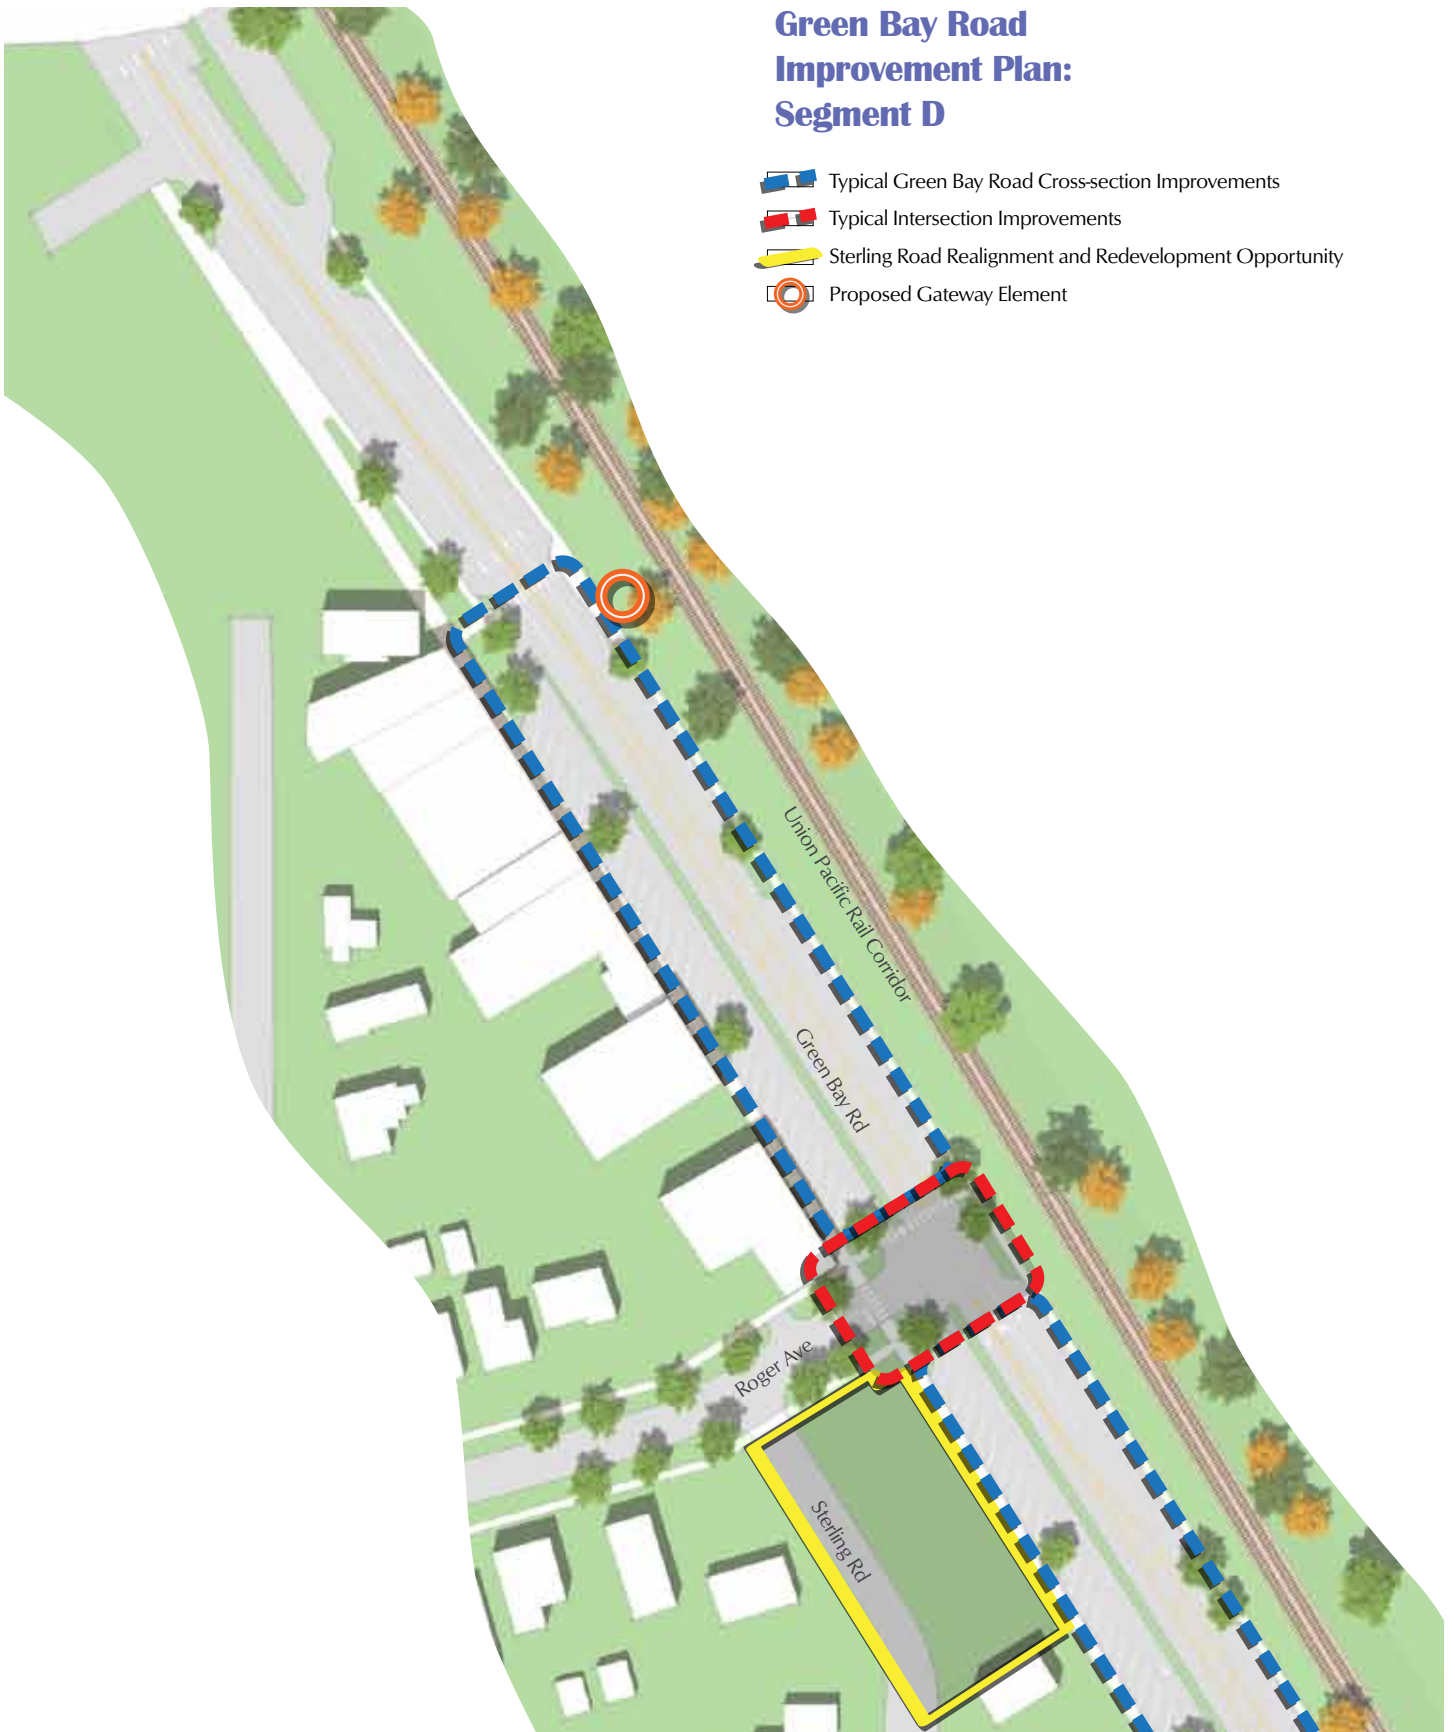 Green Bay Road
Improvement Plan:
Segment D
Typical Green Bay Road Cross-section Improvements
Typical Intersection Improvements
Sterling Road Realignment and Redevelopment Opportunity
Proposed Gateway Element
Union Pacific Rail Corridor
Green Bay Rd
Roger Ave
Sterling Rd